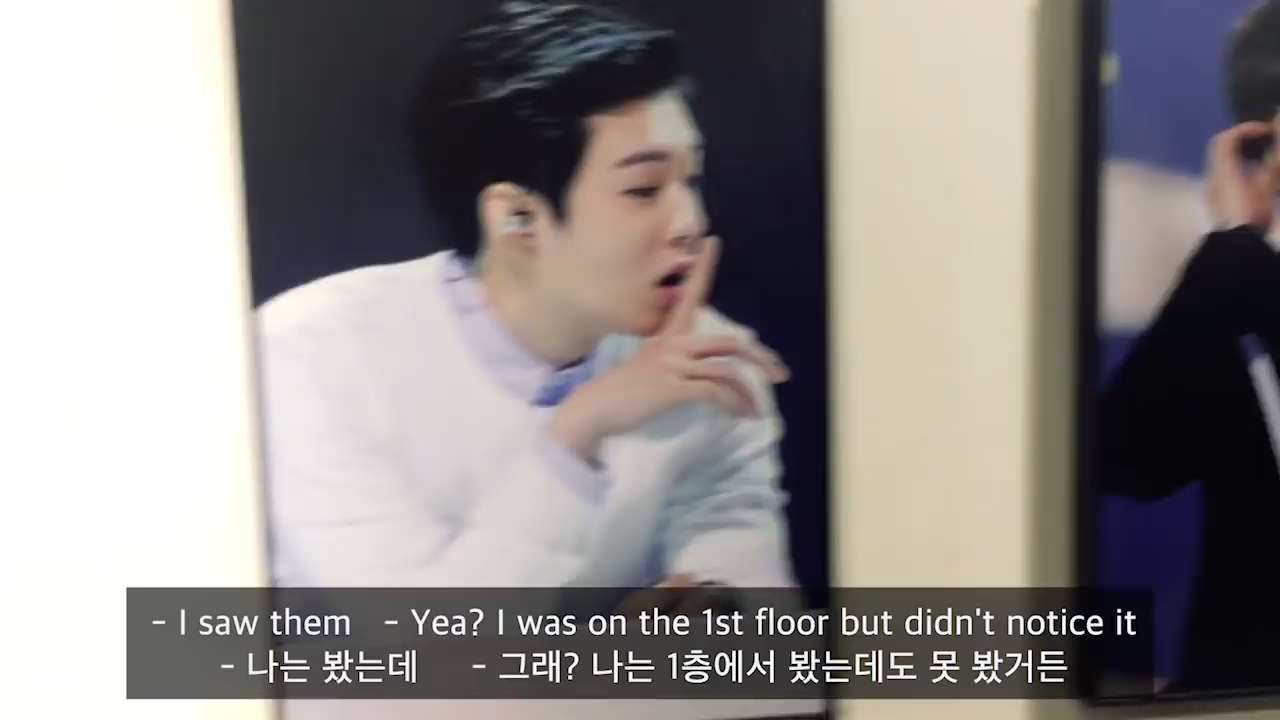 - I saw them - Yea? I was on the 1st floor but didn't notice it
- 나는 봤는데 - 그래? 나는 1층에서 봤는데도 못 봤거든